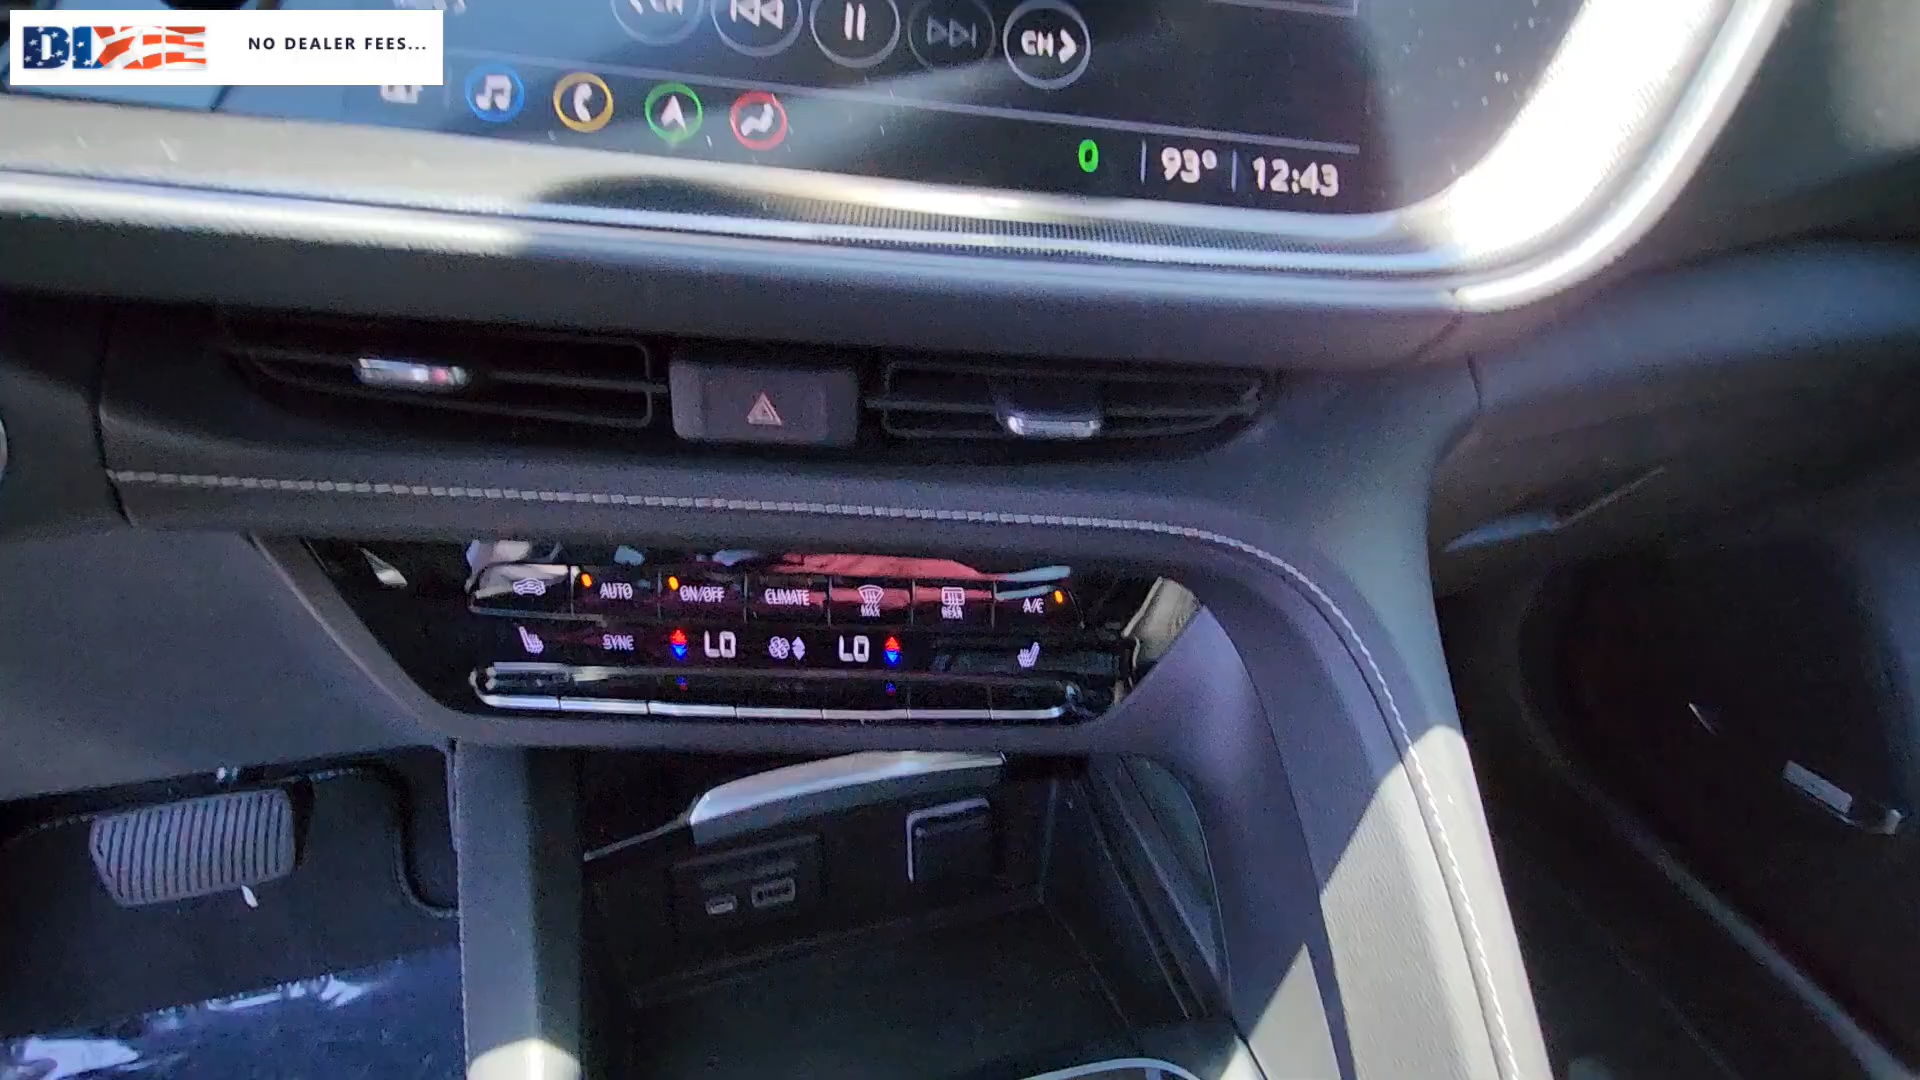 DIXIE NO DEALER FEES...
CH
0 93° 12:43
AUTO ON/OFF CLIMATE MAX REAR A/C
SYNC LO LO